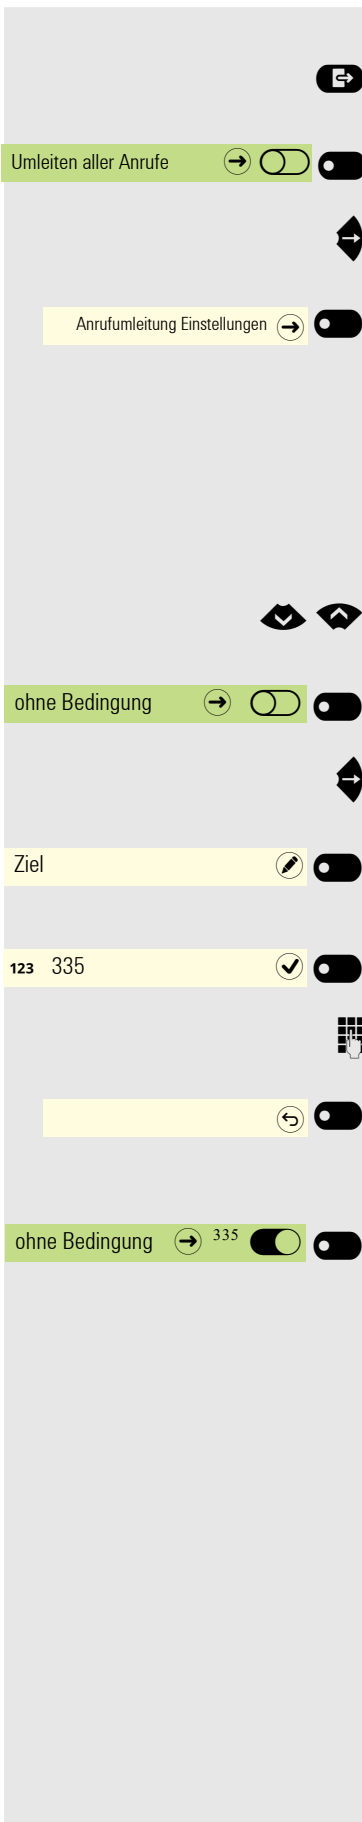 Umleiten aller Anrufe
Anrufumleitung Einstellungen
ohne Bedingung
Ziel
123 335
ohne Bedingung 335